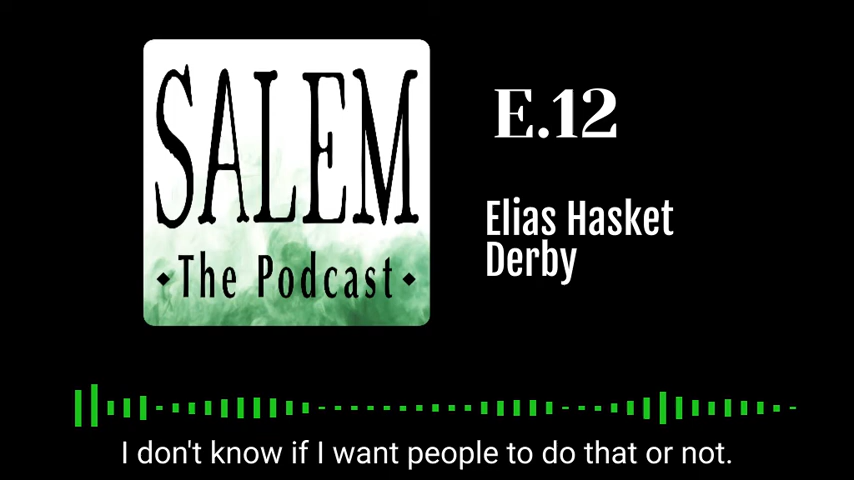 SALEM
The Podcast
E.12
Elias Hasket
Derby
I don't know if I want people to do that or not.